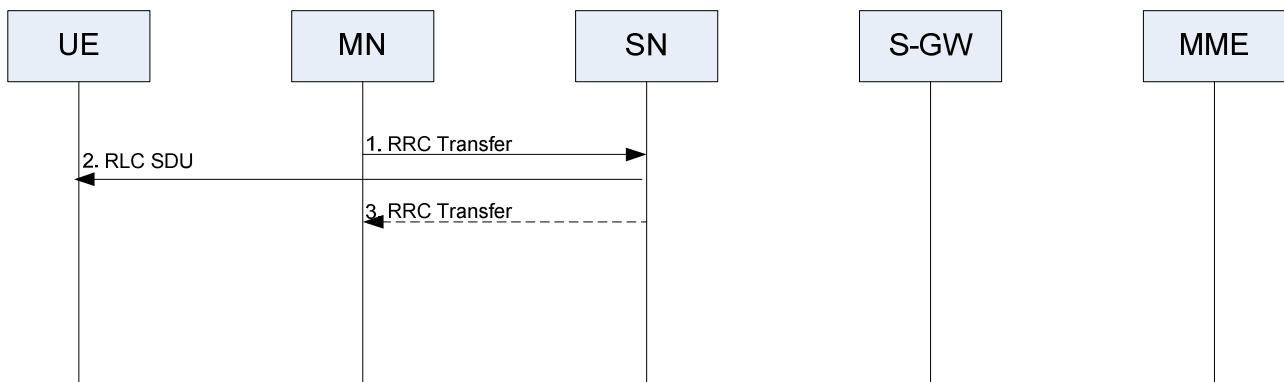 UE
MN
SN
S-GW
MME
1. RRC Transfer
2. RLC SDU
3. RRC Transfer